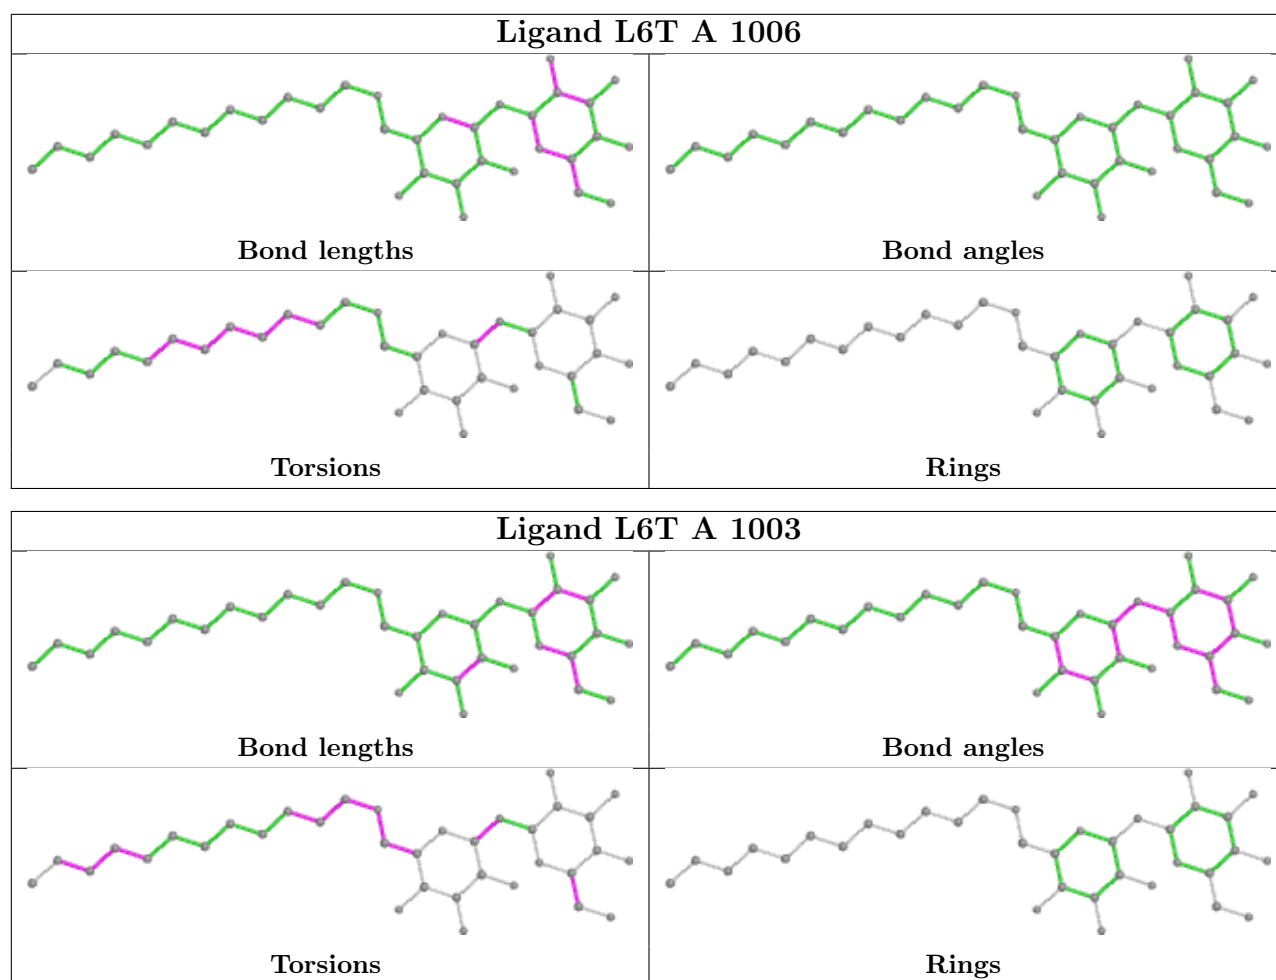 Ligand L6T A 1006
Bond lengths
Bond angles
Torsions
Rings
Ligand L6T A 1003
Bond lengths
Bond angles
Torsions
Rings